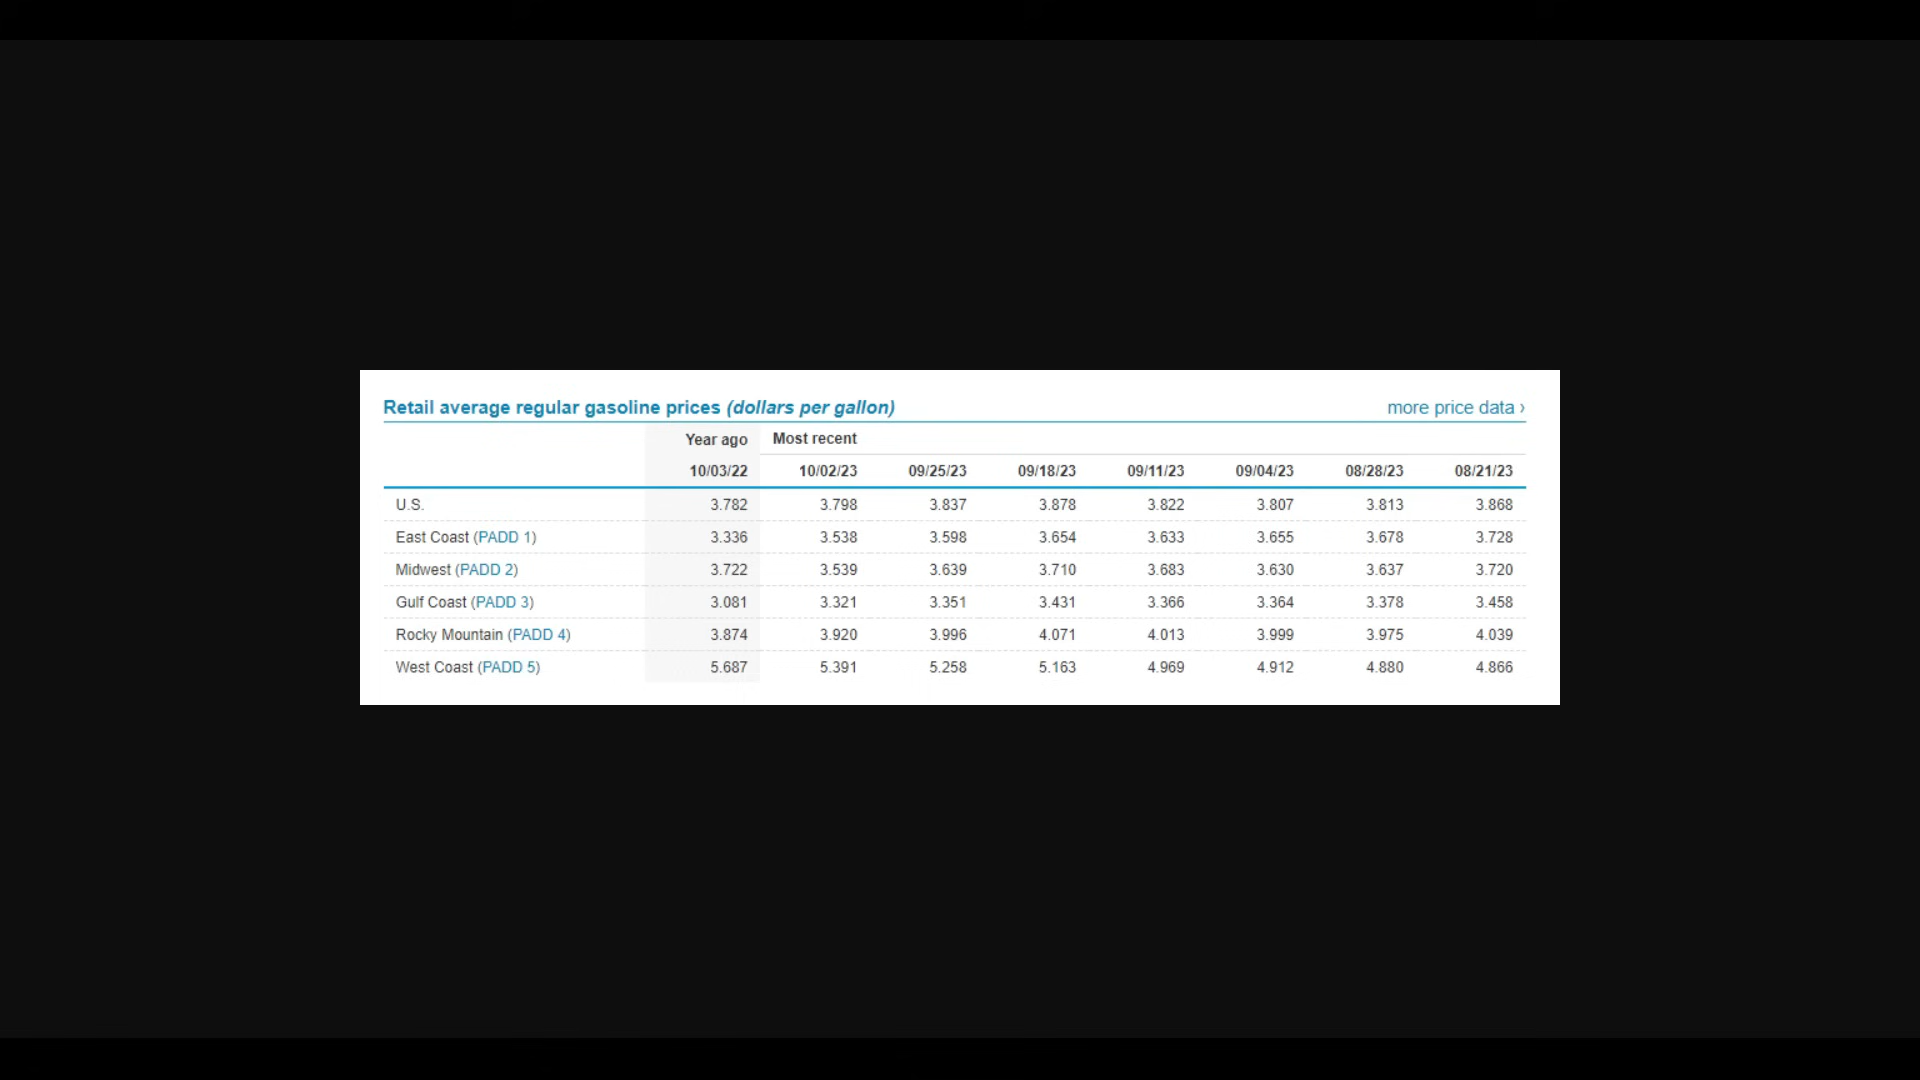 Retail average regular gasoline prices (dollars per gallon) more price data ›
Year ago Most recent
10/03/22 10/02/23 09/25/23 09/18/23 09/11/23 09/04/23 08/28/23 08/21/23
U.S. 3.782 3.798 3.837 3.878 3.822 3.807 3.813 3.868
East Coast (PADD 1) 3.336 3.538 3.598 3.654 3.633 3.655 3.678 3.728
Midwest (PADD 2) 3.722 3.539 3.639 3.710 3.683 3.630 3.637 3.720
Gulf Coast (PADD 3) 3.081 3.321 3.351 3.431 3.366 3.364 3.378 3.458
Rocky Mountain (PADD 4) 3.874 3.920 3.996 4.071 4.013 3.999 3.975 4.039
West Coast (PADD 5) 5.687 5.391 5.258 5.163 4.969 4.912 4.880 4.866